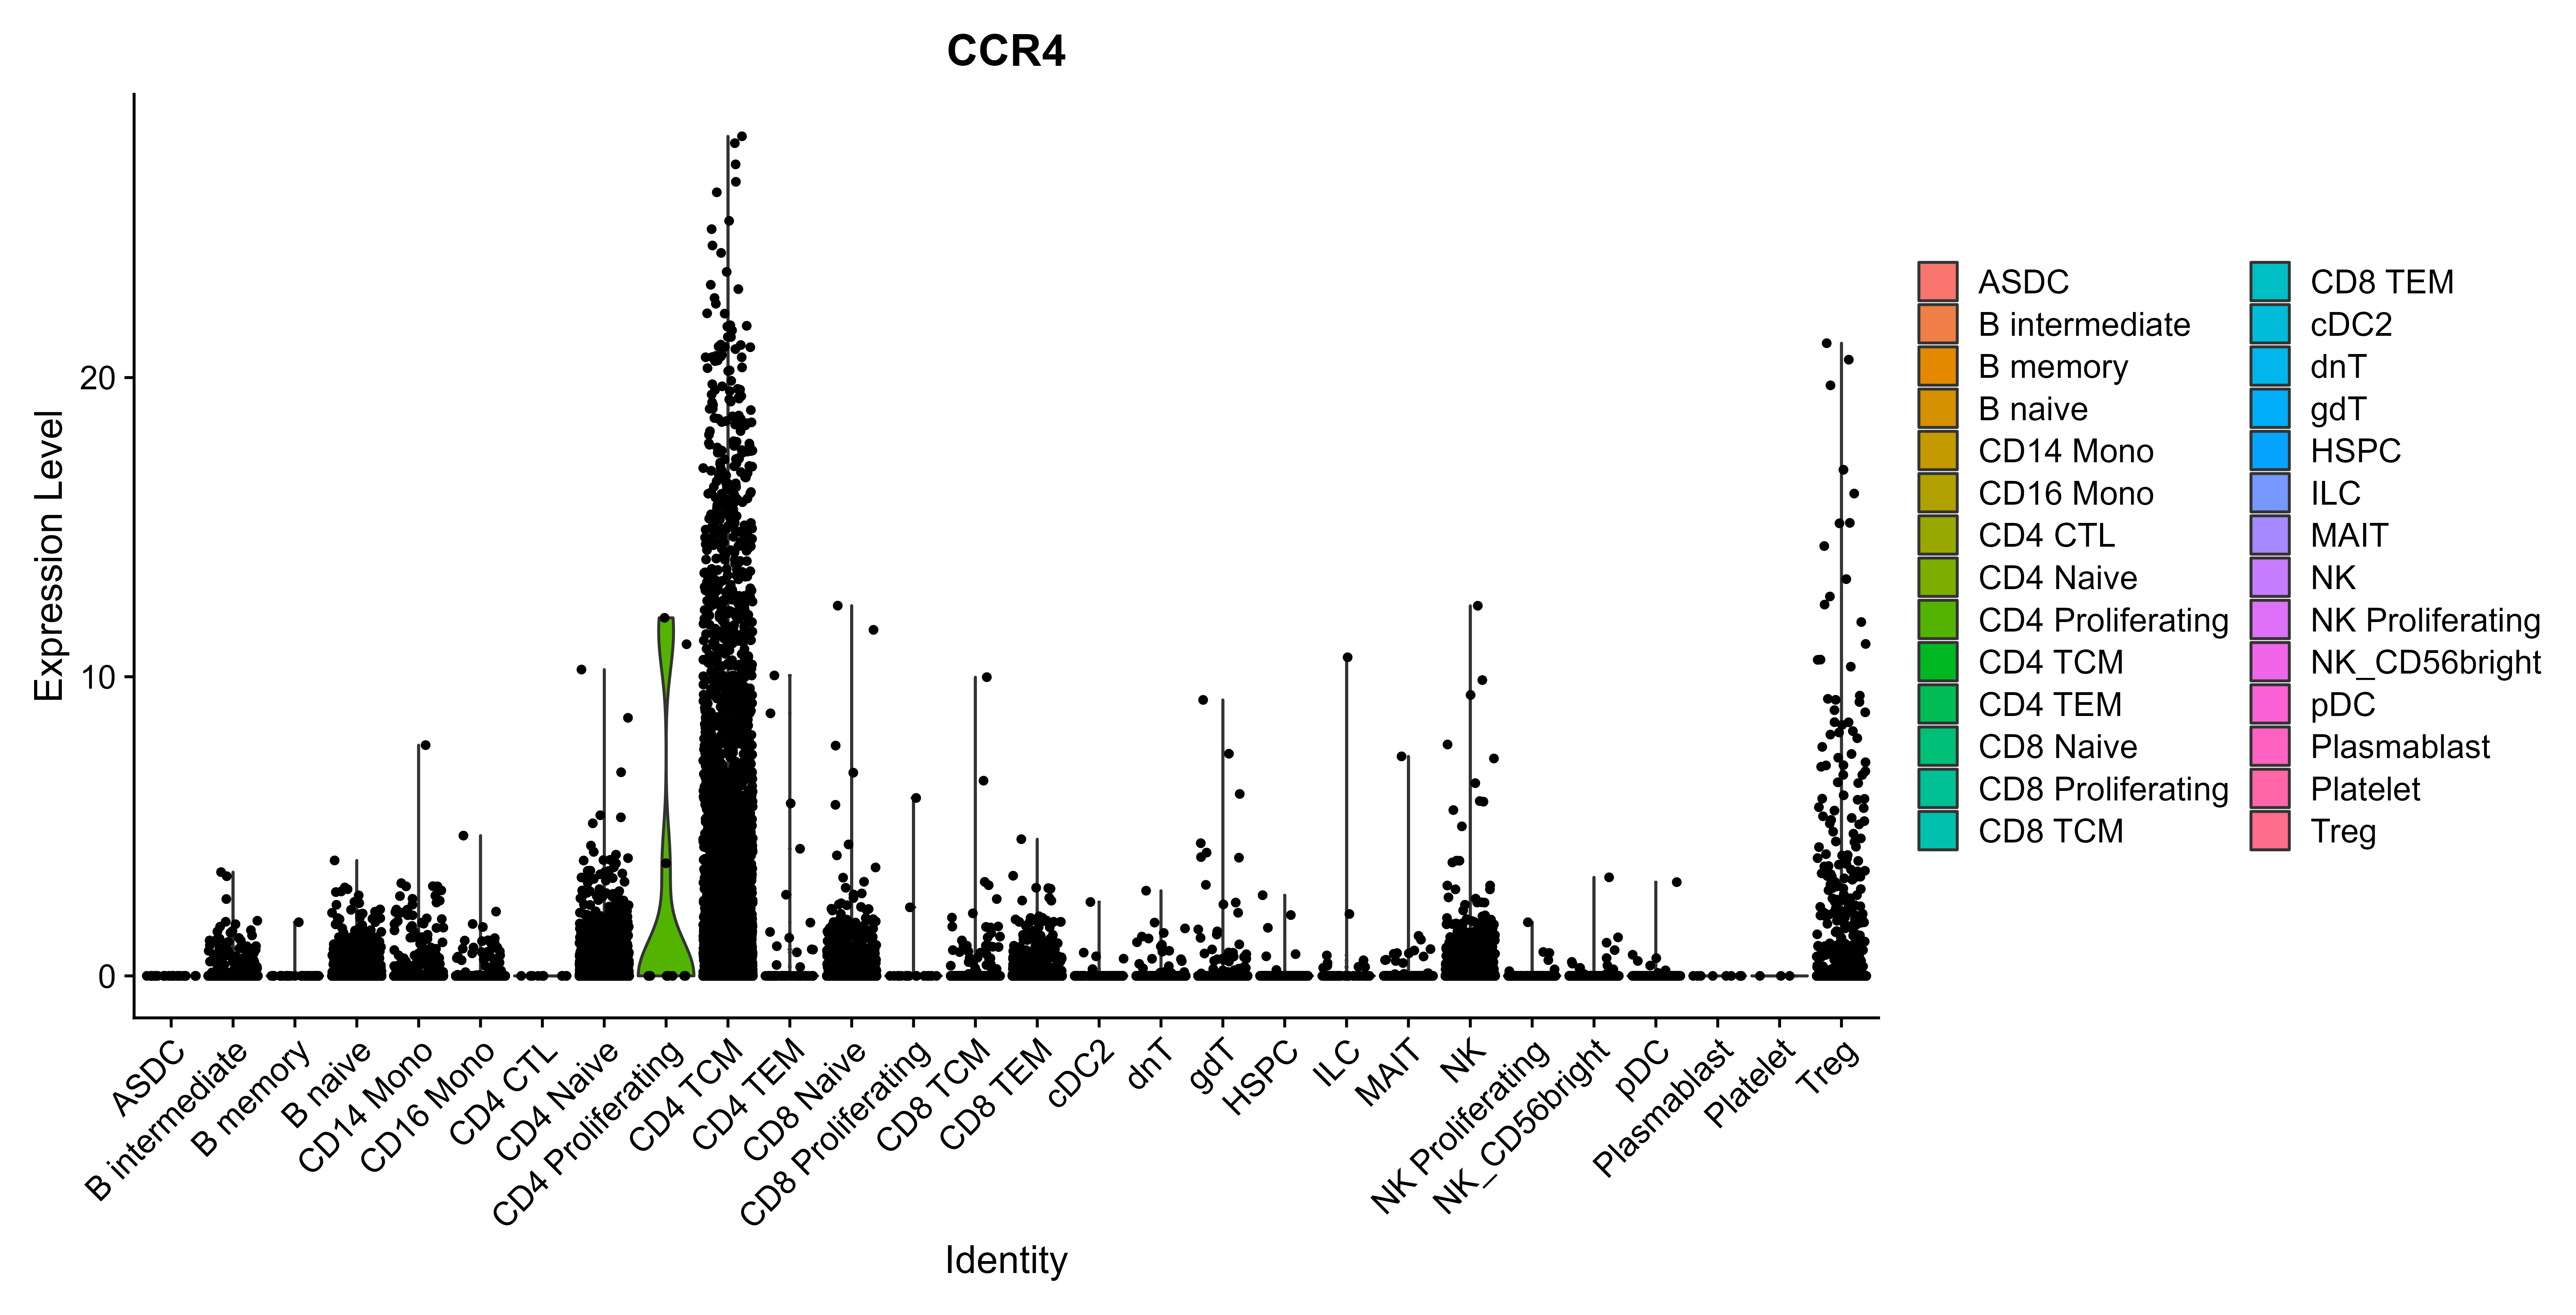 CCR4
Expression Level
20
10
0
ASDC
B intermediate
B memory
B naive
CD14 Mono
CD16 Mono
CD4 CTL
CD4 Naive
CD4 Proliferating
CD4 TCM
CD4 TEM
CD8 Naive
CD8 Proliferating
CD8 TCM
CD8 TEM
cDC2
dnT
gdT
HSPC
ILC
MAIT
NK
NK Proliferating
NK_CD56bright
pDC
Plasmablast
Platelet
Treg
Identity
ASDC
B intermediate
B memory
B naive
CD14 Mono
CD16 Mono
CD4 CTL
CD4 Naive
CD4 Proliferating
CD4 TCM
CD4 TEM
CD8 Naive
CD8 Proliferating
CD8 TCM
CD8 TEM
cDC2
dnT
gdT
HSPC
ILC
MAIT
NK
NK Proliferating
NK_CD56bright
pDC
Plasmablast
Platelet
Treg